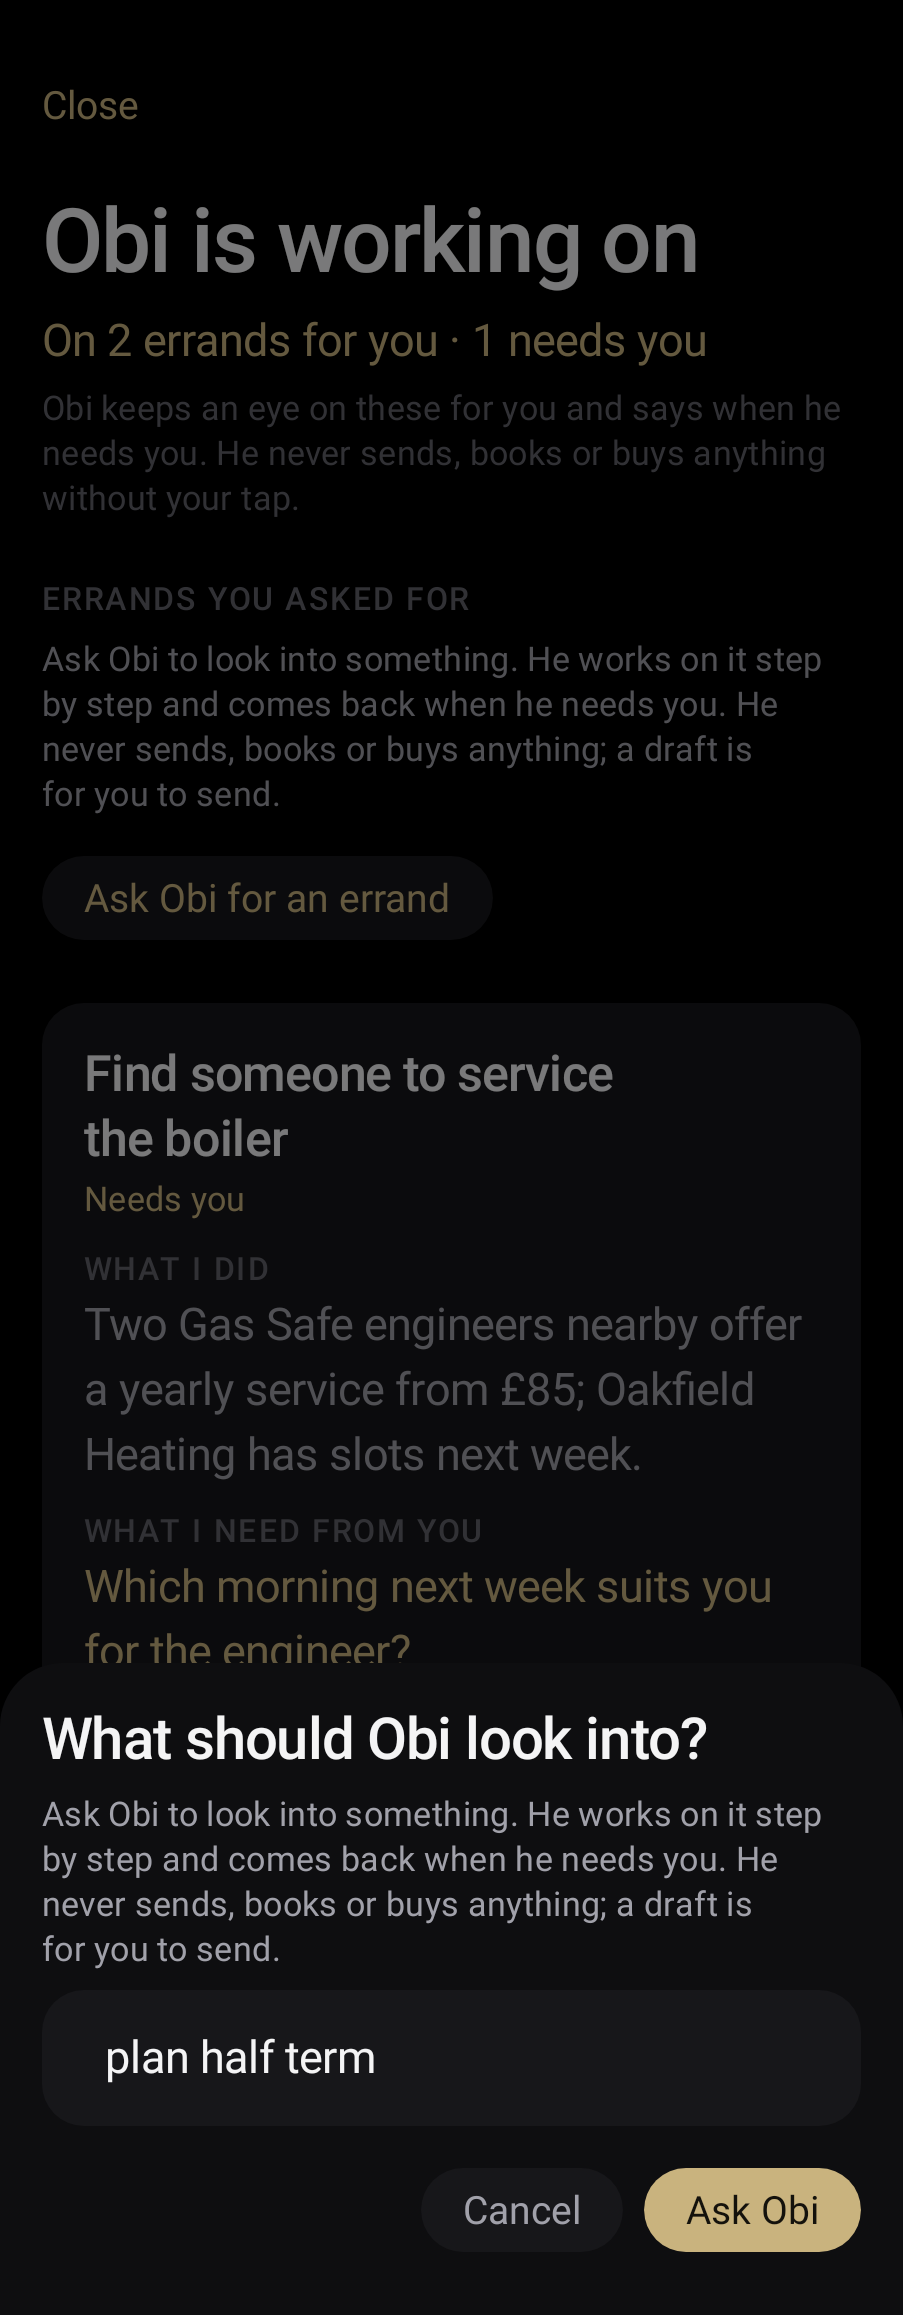 Close
Obi is working on
On 2 errands for you · 1 needs you
Obi keeps an eye on these for you and says when he
needs you. He never sends, books or buys anything
without your tap.
ERRANDS YOU ASKED FOR
Ask Obi to look into something. He works on it step
by step and comes back when he needs you. He
never sends, books or buys anything; a draft is
for you to send.
Ask Obi for an errand
Find someone to service
the boiler
Needs you
WHAT I DID
Two Gas Safe engineers nearby offer
a yearly service from £85; Oakfield
Heating has slots next week.
WHAT I NEED FROM YOU
Which morning next week suits you
for the engineer?
What should Obi look into?
Ask Obi to look into something. He works on it step
by step and comes back when he needs you. He
never sends, books or buys anything; a draft is
for you to send.
plan half term
Cancel
Ask Obi